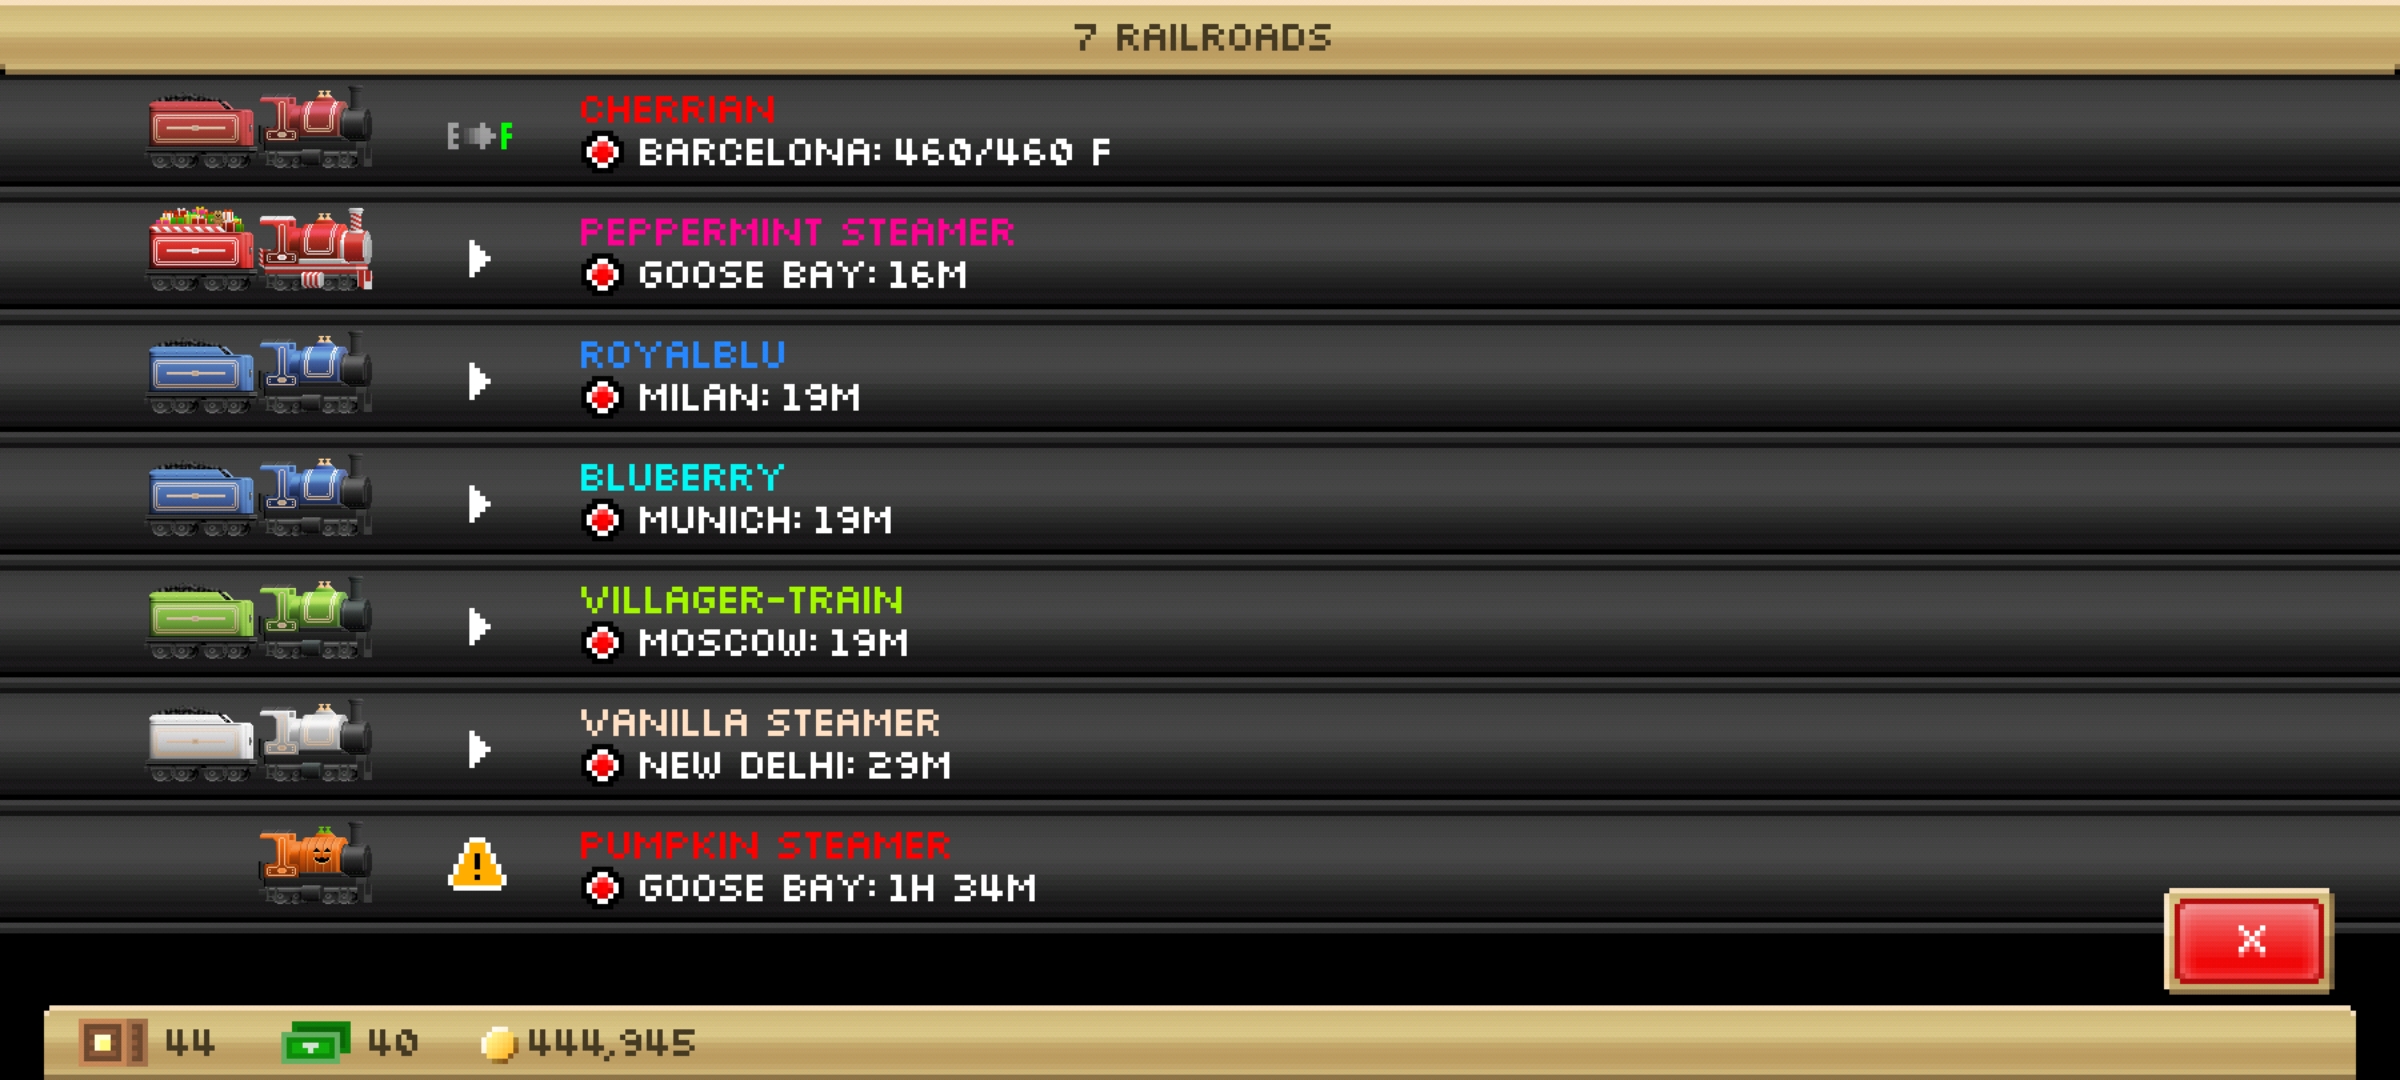 7 RAILROADS
CHERRIAN
E F
BARCELONA: 460/460 F
PEPPERMINT STEAMER
GOOSE BAY: 16M
ROYALBLU
MILAN: 19M
BLUBERRY
MUNICH: 19M
VILLAGER-TRAIN
MOSCOW: 19M
VANILLA STEAMER
NEW DELHI: 29M
PUMPKIN STEAMER
!
GOOSE BAY: 1H 34M
X
44 40 444,945